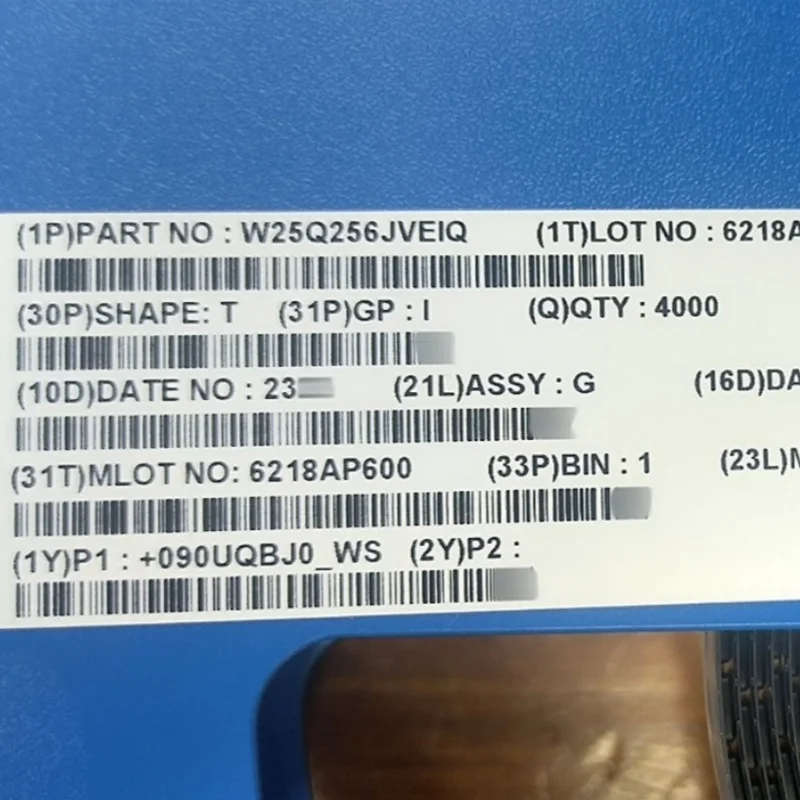 (1P)PART NO : W25Q256JVEIQ (1T)LOT NO : 6218A
(30P)SHAPE: T (31P)GP : I (Q)QTY : 4000
(10D)DATE NO : 23 (21L)ASSY : G (16D)DA
(31T)MLOT NO: 6218AP600 (33P)BIN : 1 (23L)
(1Y)P1 : +090UQBJ0_WS (2Y)P2 :